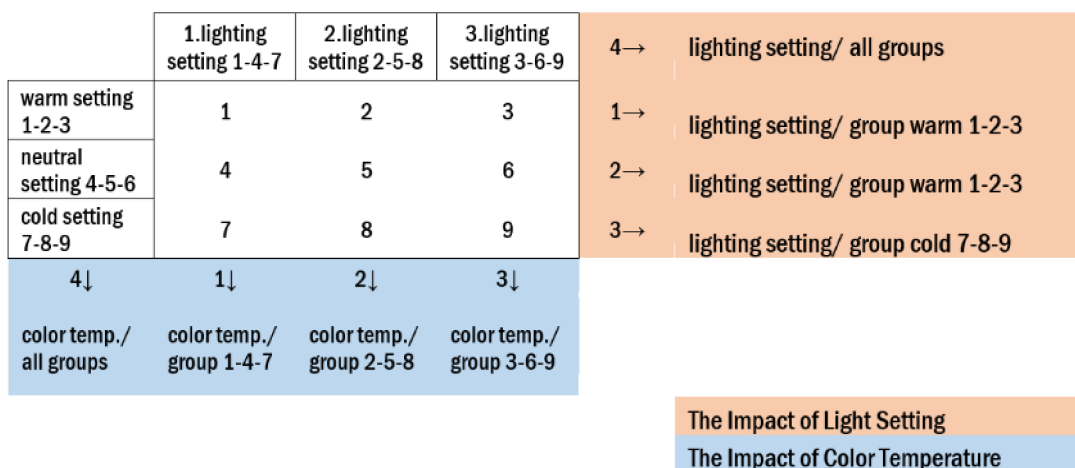 1.lighting 2.lighting 3.lighting
setting 1-4-7 setting 2-5-8 setting 3-6-9
4→ lighting setting/ all groups
warm setting
1-2-3
1 2 3
1→ lighting setting/ group warm 1-2-3
neutral
setting 4-5-6
4 5 6
2→ lighting setting/ group warm 1-2-3
cold setting
7-8-9
7 8 9
3→ lighting setting/ group cold 7-8-9
4↓ 1↓ 2↓ 3↓
color temp./ color temp./ color temp./ color temp./
all groups group 1-4-7 group 2-5-8 group 3-6-9
The Impact of Light Setting
The Impact of Color Temperature